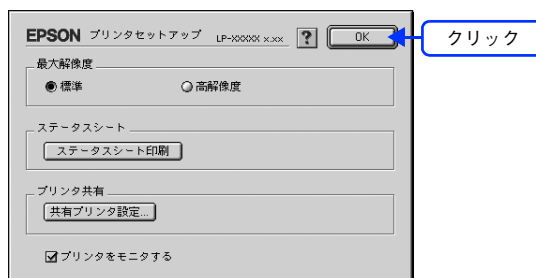 EPSON プリンタセットアップ LP-XXXXX x.xx ? OK
クリック
最大解像度
標準 高解像度
ステータスシート
ステータスシート印刷
プリンタ共有
共有プリンタ設定...
プリンタをモニタする